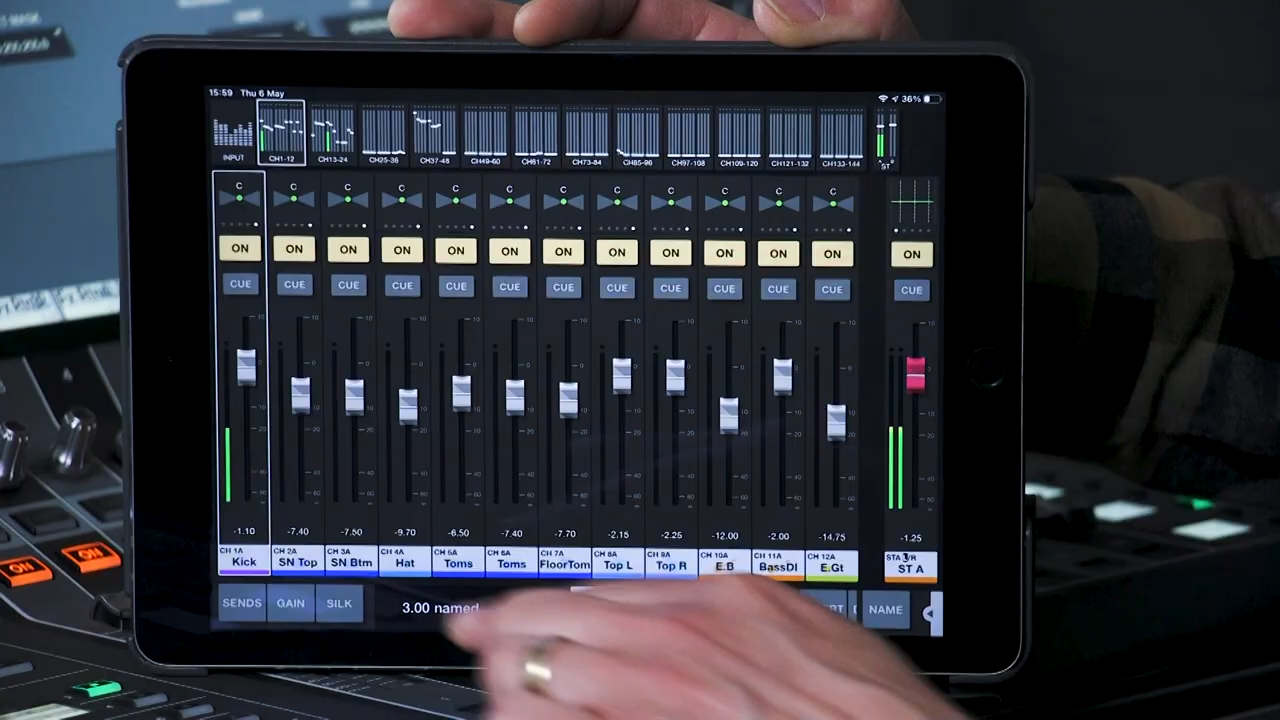 15:59 Thu 6 May 36%
INPUT CH1-12 CH13-24 CH25-36 CH37-48 CH49-60 CH61-72 CH73-84 CH85-96 CH97-108 CH109-120 CH121-132 CH133-144 ST
C C C C C C C C C C C C
ON ON ON ON ON ON ON ON ON ON ON ON ON
CUE CUE CUE CUE CUE CUE CUE CUE CUE CUE CUE CUE CUE
-1.10 -7.40 -7.50 -9.70 -6.50 -7.40 -7.70 -2.15 -2.25 -12.00 -2.00 -14.75 -1.25
CH 1A CH 2A CH 3A CH 4A CH 5A CH 6A CH 7A CH 8A CH 9A CH 10A CH 11A CH 12A
Kick SN Top SN Btm Hat Toms Toms FloorTom Top L Top R E.B BassDI E.Gt ST A
SENDS GAIN SILK 3.00 named NAME
ON ON